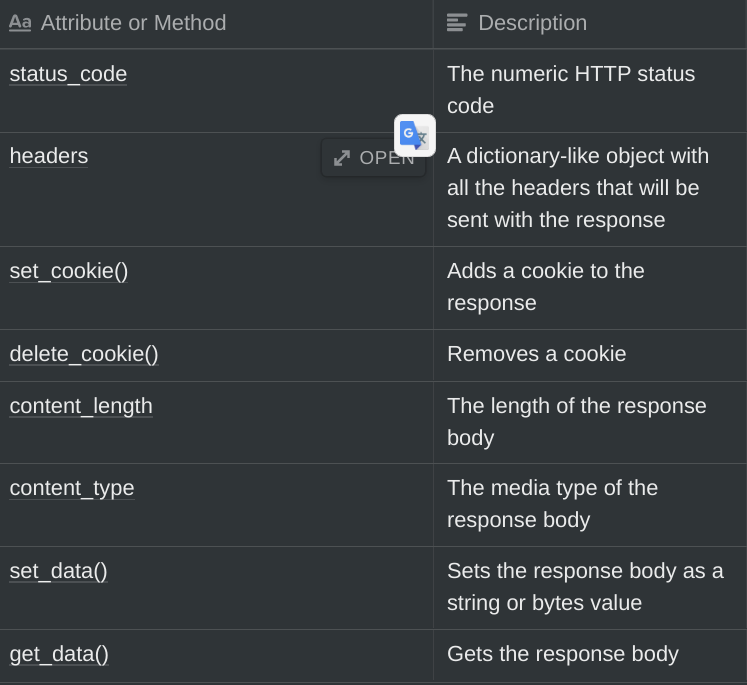 Aa Attribute or Method
Description
status_code
The numeric HTTP status
code
headers
OPEN
A dictionary-like object with
all the headers that will be
sent with the response
set_cookie()
Adds a cookie to the
response
delete_cookie()
Removes a cookie
content_length
The length of the response
body
content_type
The media type of the
response body
set_data()
Sets the response body as a
string or bytes value
get_data()
Gets the response body